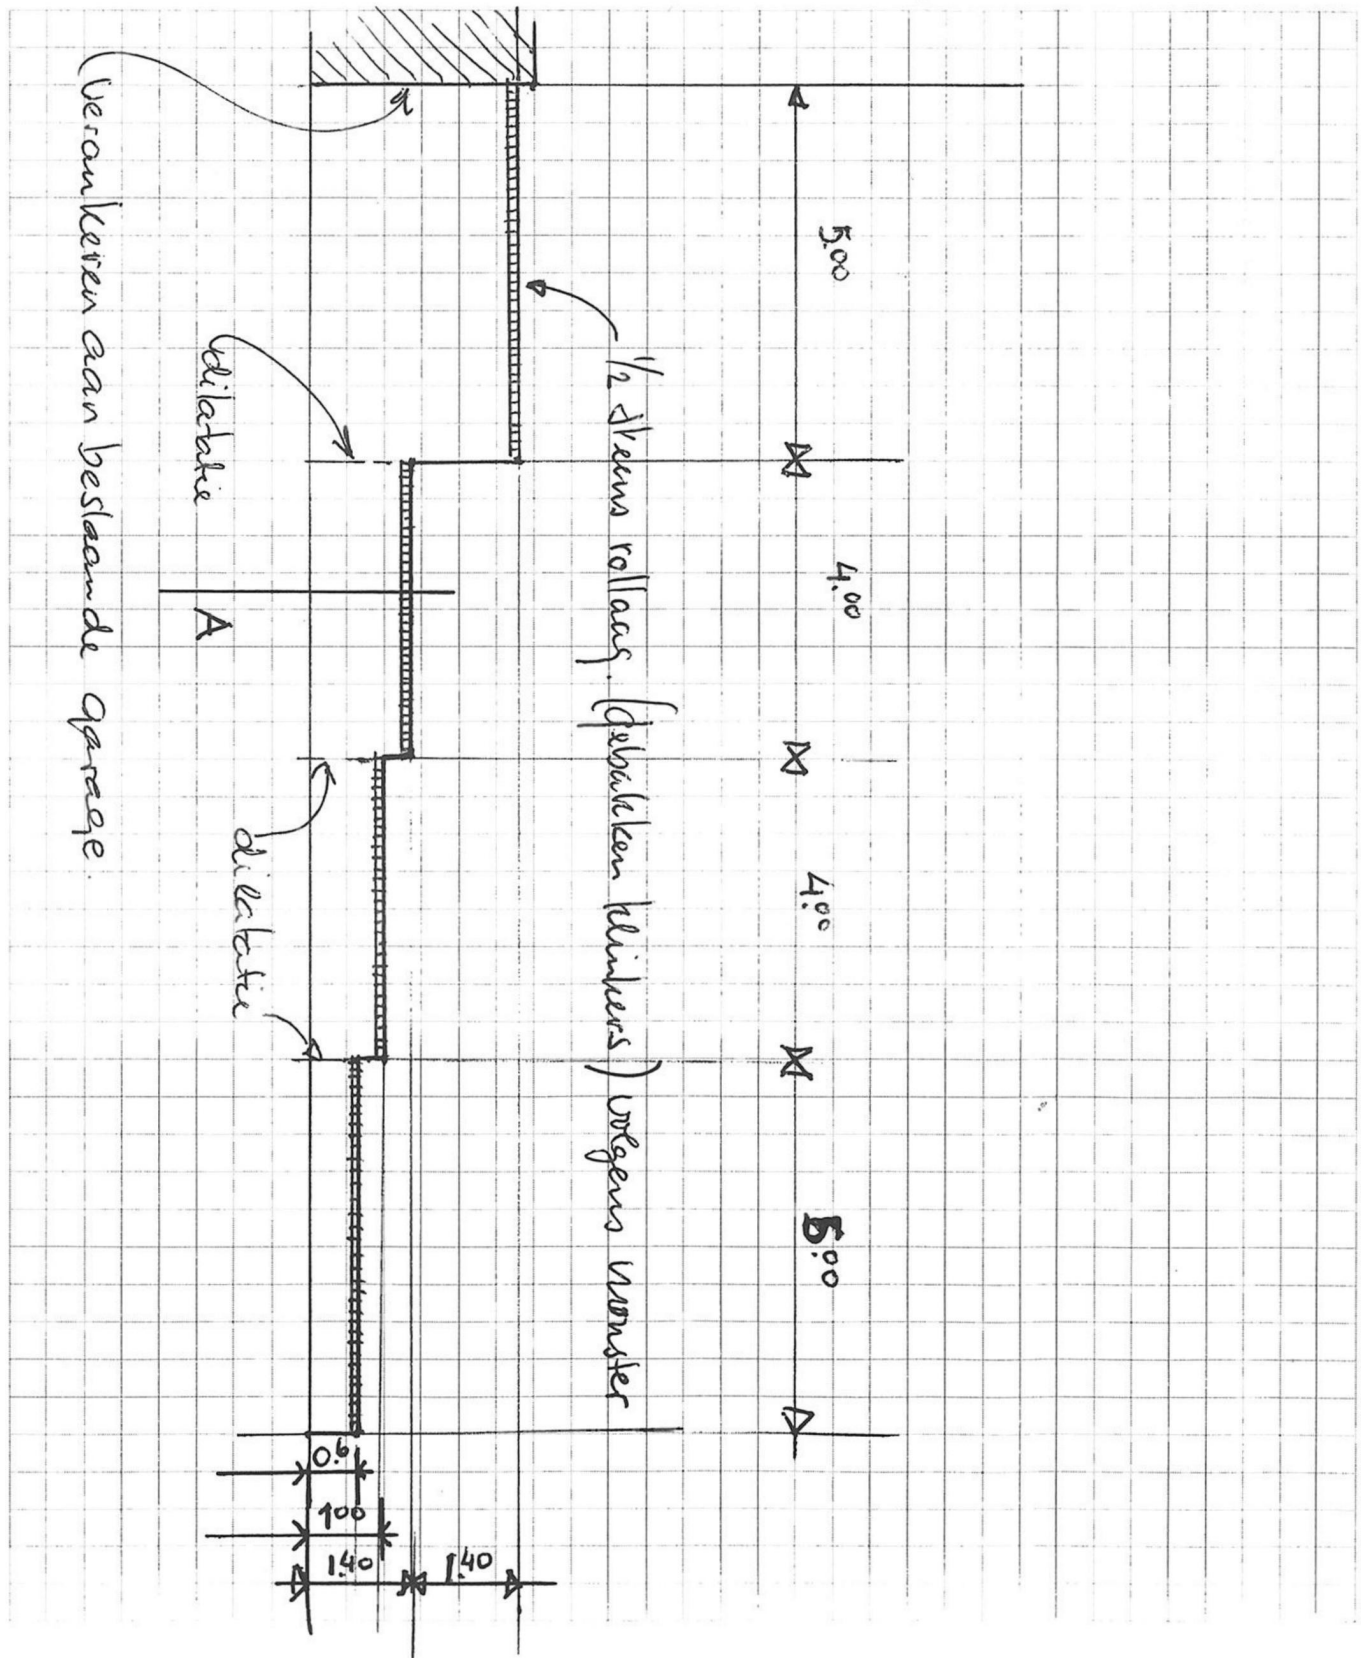 5.00
4.00
4.00
5.00
1/2 steens rollaag. (gebakken klinkers) volgens monster
dilatatie
A
dilatatie
Verankeren aan bestaande garage.
0.6
1.00
1.40
1.40